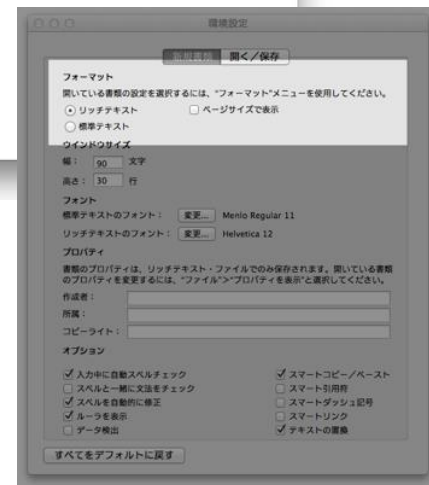 環境設定
新規書類 開く/保存
フォーマット
開いている書類の設定を選択するには、"フォーマット"メニューを使用してください。
リッチテキスト ページサイズで表示
標準テキスト
ウインドウサイズ
幅: 90 文字
高さ: 30 行
フォント
標準テキストのフォント: 変更... Menlo Regular 11
リッチテキストのフォント: 変更... Helvetica 12
プロパティ
書類のプロパティは、リッチテキスト・ファイルでのみ保存されます。開いている書類
のプロパティを変更するには、"ファイル">"プロパティを表示"と選択してください。
作成者:
所属:
コピーライト:
オプション
入力中に自動スペルチェック スマートコピー/ペースト
スペルと一緒に文法をチェック スマート引用符
スペルを自動的に修正 スマートダッシュ記号
ルーラを表示 スマートリンク
データ検出 テキストの置換
すべてをデフォルトに戻す